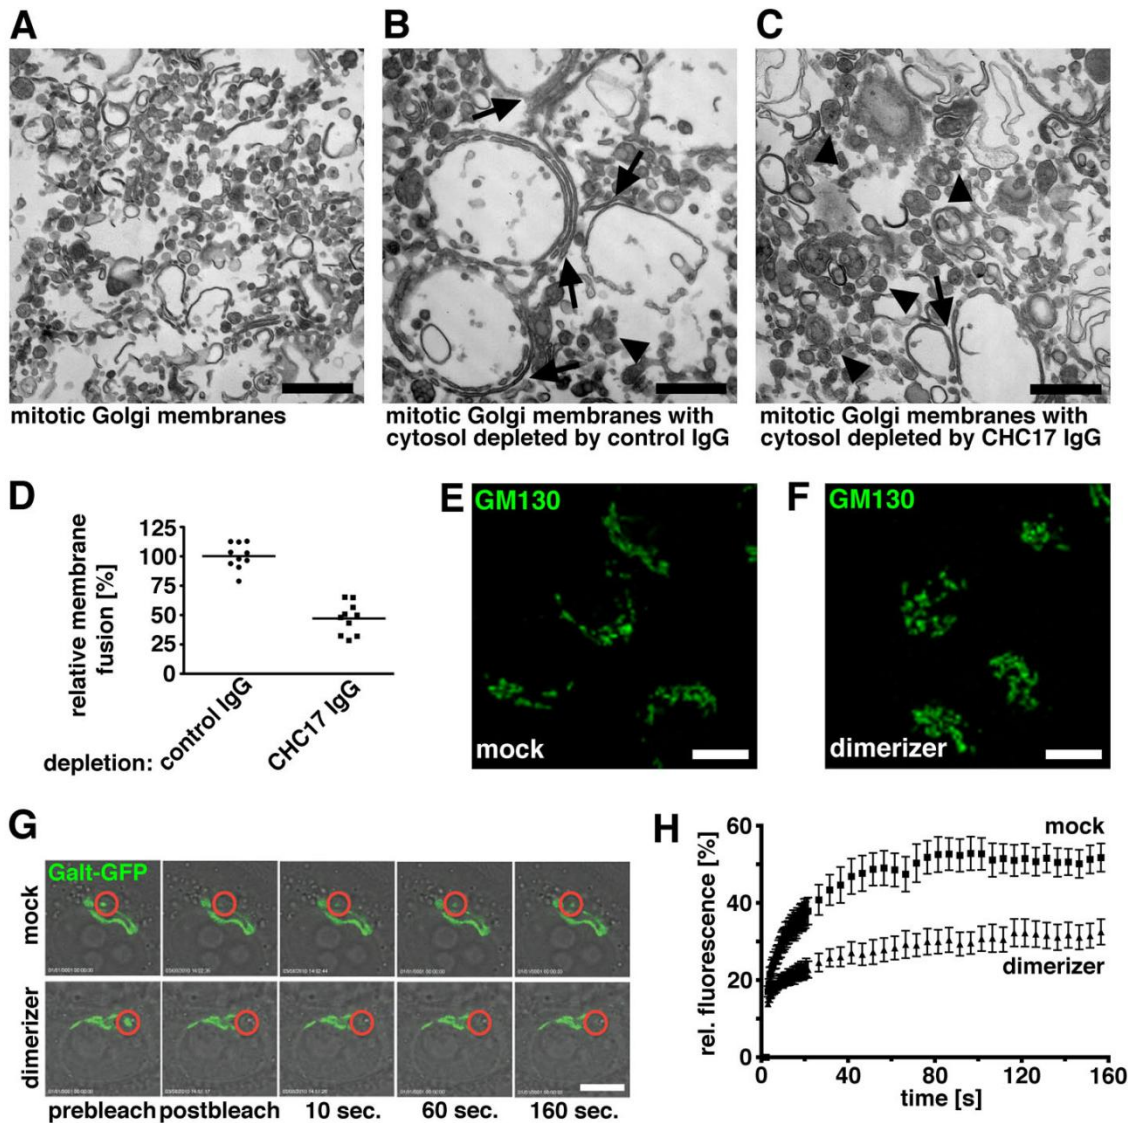 A
B
C
mitotic Golgi membranes
mitotic Golgi membranes with
cytosol depleted by control IgG
mitotic Golgi membranes with
cytosol depleted by CHC17 IgG
D
relative membrane
fusion [%]
125
100
75
50
25
0
control IgG
CHC17 IgG
depletion:
E
GM130
mock
F
GM130
dimerizer
G
Galt-GFP
mock
dimerizer
prebleach
postbleach
10 sec.
60 sec.
160 sec.
H
rel. fluorescence [%]
60
40
20
0
mock
dimerizer
0
40
80
120
160
time [s]